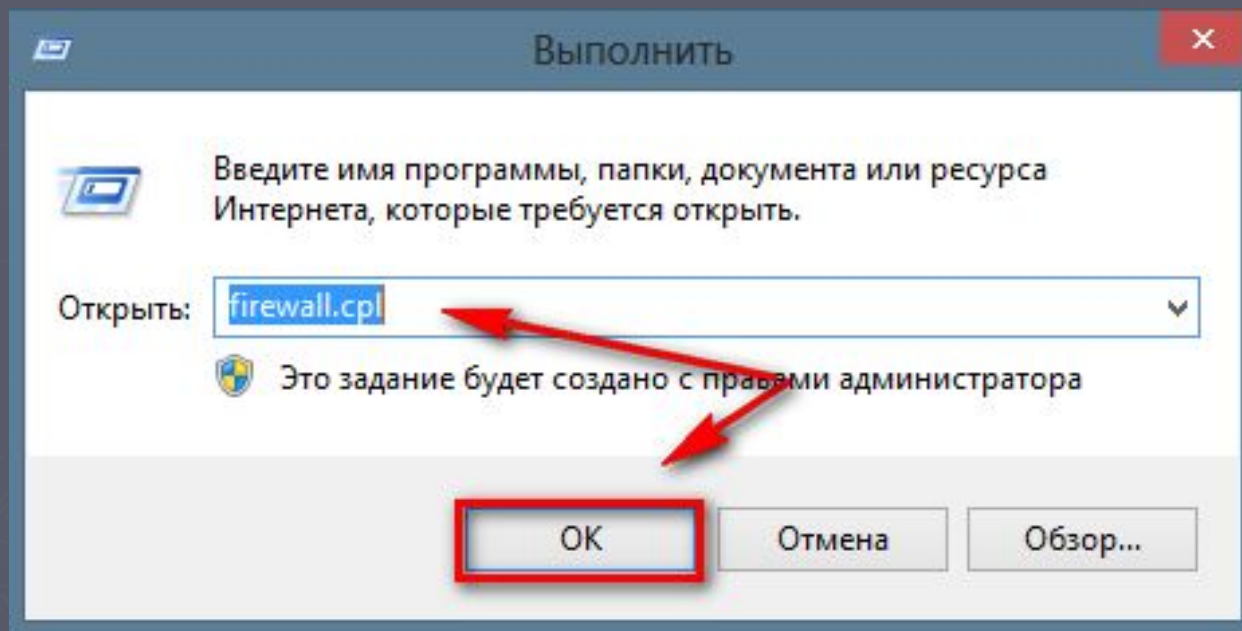 Выполнить
Введите имя программы, папки, документа или ресурса
Интернета, которые требуется открыть.
Открыть: firewall.cpl
Это задание будет создано с правами администратора
ОК Отмена Обзор...